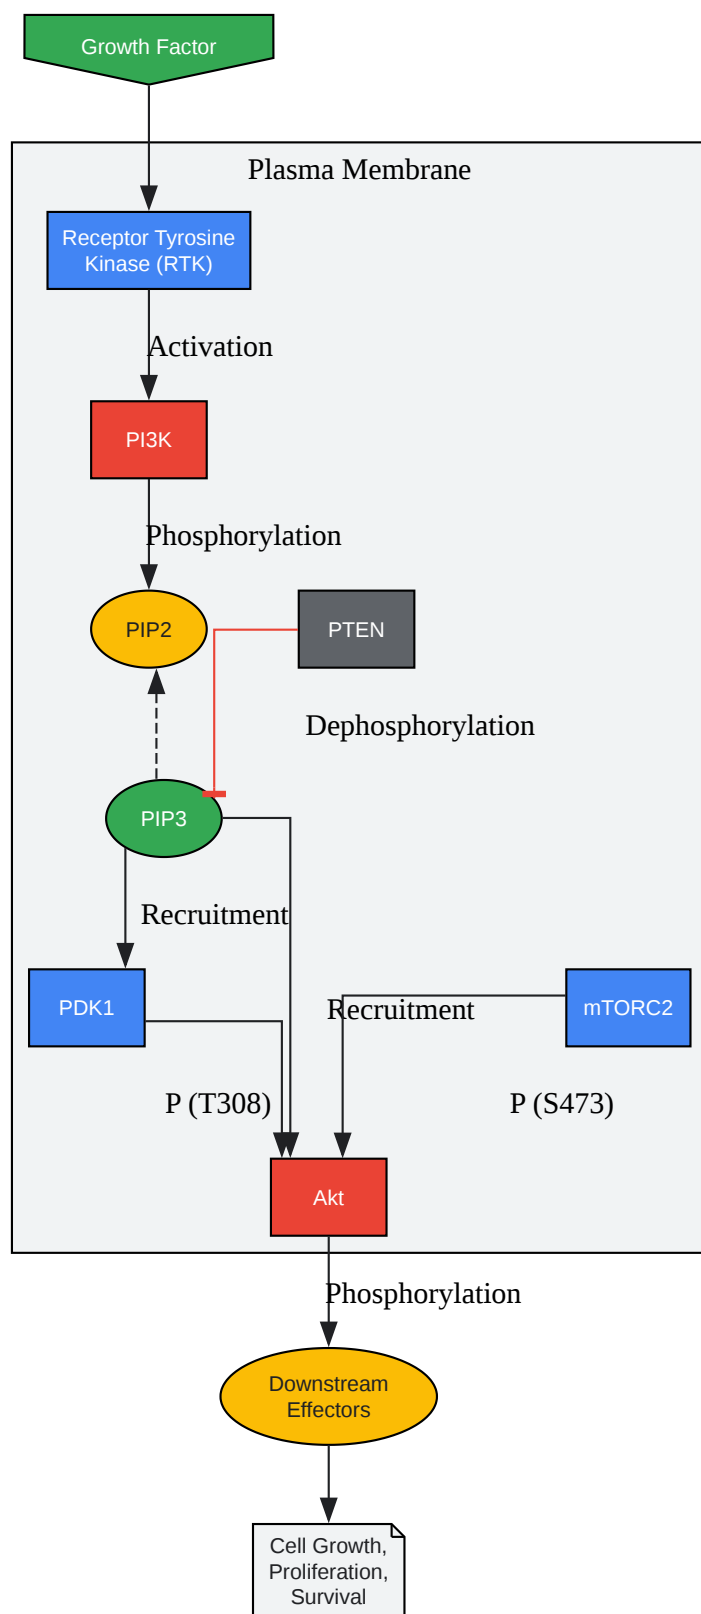 Growth Factor
Plasma Membrane
Receptor Tyrosine
Kinase (RTK)
Activation
PI3K
Phosphorylation
PIP2
PTEN
Dephosphorylation
PIP3
Recruitment
PDK1
Recruitment
mTORC2
P (T308)
P (S473)
Akt
Phosphorylation
Downstream
Effectors
Cell Growth,
Proliferation,
Survival